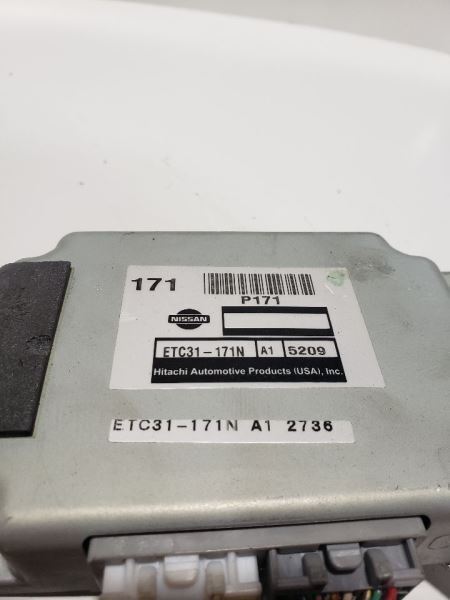 171
P171
NISSAN
ETC31-171N A1 5209
Hitachi Automotive Products (USA), Inc.
ETC31-171N A1 2736